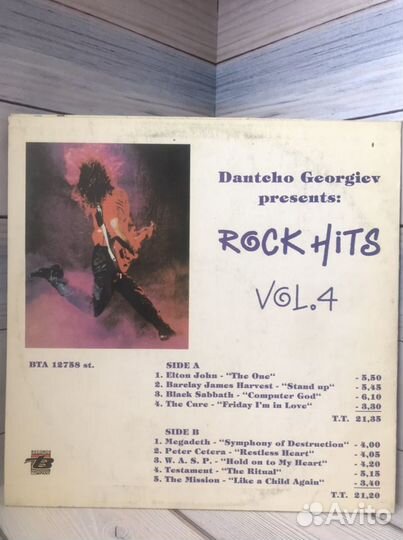 Dantcho Georgiev
presents:
ROCK HITS
VOL.4
BTA 12758 st.
SIDE A
1. Elton John - "The One" - 5,50
2. Barclay James Harvest - "Stand up" - 5,45
3. Black Sabbath - "Computer God" - 6,10
4. The Cure - "Friday I'm in Love" - 3,30
T.T. 21,35
SIDE B
1. Megadeth - "Symphony of Destruction" - 4,00
2. Peter Cetera - "Restless Heart" - 4,05
3. W. A. S. P. - "Hold on to My Heart" - 4,20
4. Testament - "The Ritual" - 5,15
5. The Mission - "Like a Child Again" - 3,40
T.T. 21,20
RECORDS
COMPANY
Avito